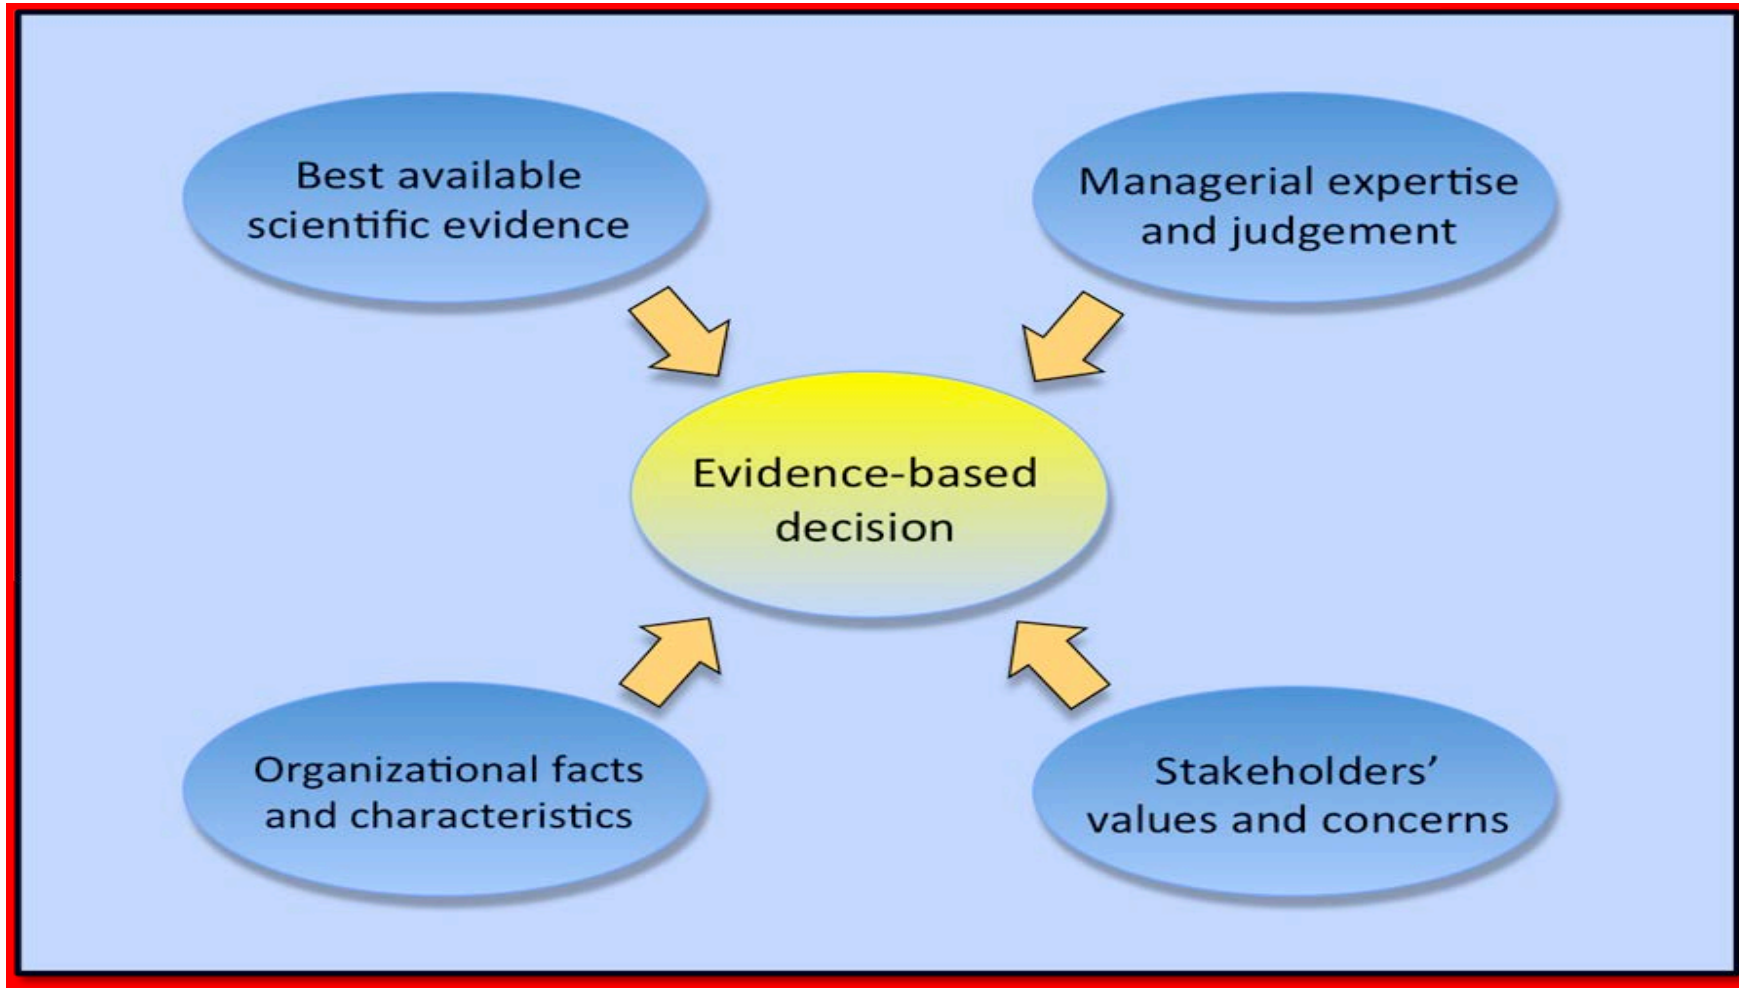 Best available
scientific evidence
Managerial expertise
and judgement
Evidence-based
decision
Organizational facts
and characteristics
Stakeholders’
values and concerns